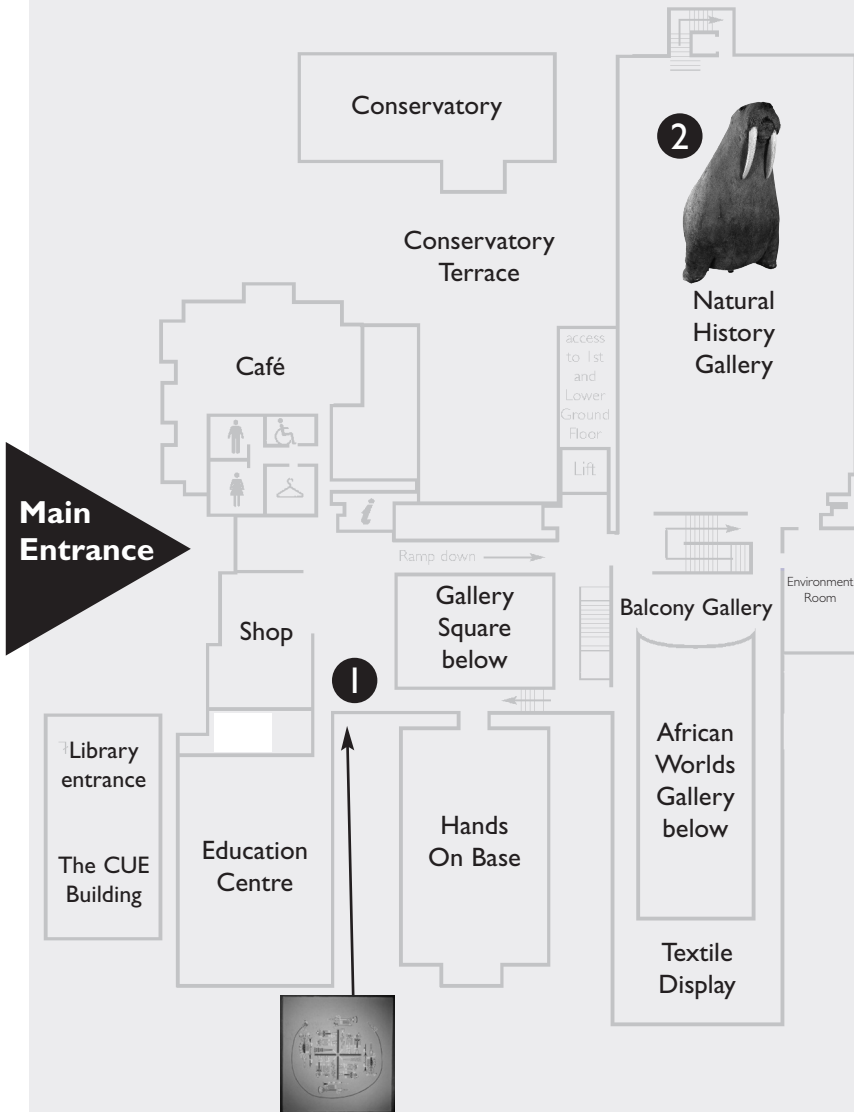 Conservatory
2
Conservatory
Terrace
Natural
History
Gallery
access
to 1st
and
Lower
Ground
Floor
Café
Lift
Main
Entrance
i
Ramp down
Gallery
Square
below
Environment
Room
Balcony Gallery
Shop
1
Library
entrance
African
Worlds
Gallery
below
The CUE
Building
Education
Centre
Hands
On Base
Textile
Display